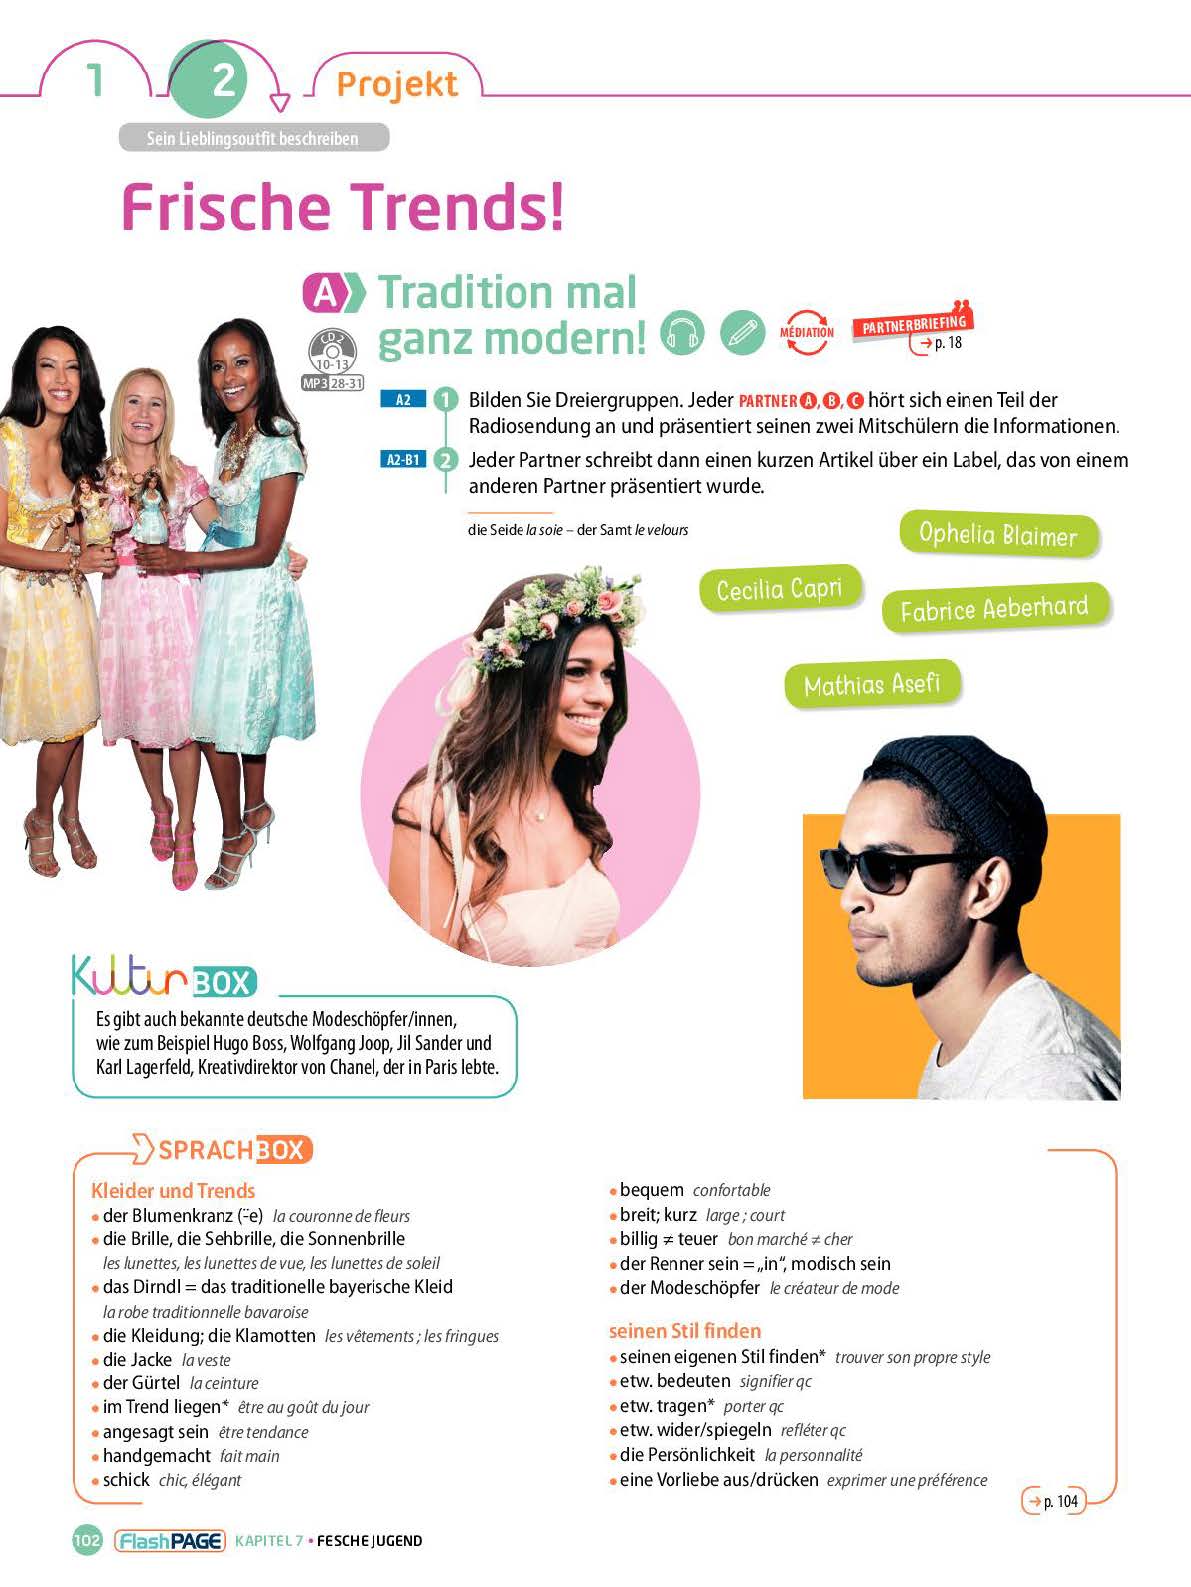 1
2
Projekt
Sein Lieblingsoutfit beschreiben
Frische Trends!
A
Tradition mal
ganz modern!
CD 2
10-13
MP3 28-31
MÉDIATION
PARTNERBRIEFING
p. 18
A2
1
Bilden Sie Dreiergruppen. Jeder PARTNER A, B, C hört sich einen Teil der
Radiosendung an und präsentiert seinen zwei Mitschülern die Informationen.
A2-B1
2
Jeder Partner schreibt dann einen kurzen Artikel über ein Label, das von einem
anderen Partner präsentiert wurde.
die Seide la soie – der Samt le velours
Ophelia Blaimer
Cecilia Capri
Fabrice Aeberhard
Mathias Asefi
Kultur BOX
Es gibt auch bekannte deutsche Modeschöpfer/innen,
wie zum Beispiel Hugo Boss, Wolfgang Joop, Jil Sander und
Karl Lagerfeld, Kreativdirektor von Chanel, der in Paris lebte.
SPRACHBOX
Kleider und Trends
• der Blumenkranz (¨-e) la couronne de fleurs
• die Brille, die Sehbrille, die Sonnenbrille
les lunettes, les lunettes de vue, les lunettes de soleil
• das Dirndl = das traditionelle bayerische Kleid
la robe traditionnelle bavaroise
• die Kleidung; die Klamotten les vêtements ; les fringues
• die Jacke la veste
• der Gürtel la ceinture
• im Trend liegen* être au goût du jour
• angesagt sein être tendance
• handgemacht fait main
• schick chic, élégant
• bequem confortable
• breit; kurz large ; court
• billig ≠ teuer bon marché ≠ cher
• der Renner sein = „in“, modisch sein
• der Modeschöpfer le créateur de mode
seinen Stil finden
• seinen eigenen Stil finden* trouver son propre style
• etw. bedeuten signifier qc
• etw. tragen* porter qc
• etw. wider/spiegeln refléter qc
• die Persönlichkeit la personnalité
• eine Vorliebe aus/drücken exprimer une préférence
p. 104
102 FlashPAGE KAPITEL 7 • FESCHE JUGEND